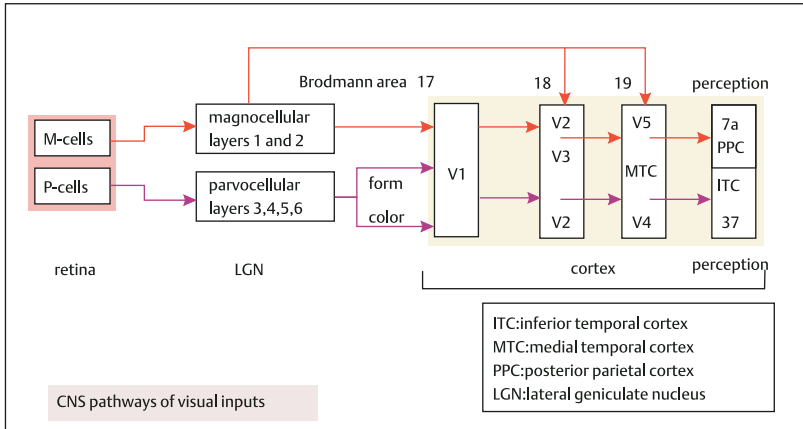 Brodmann area 17
18
19
perception
M-cells
magnocellular
layers 1 and 2
P-cells
parvocellular
layers 3,4,5,6
form
color
V1
V2
V3
V2
V5
MTC
V4
7a
PPC
ITC
37
retina
LGN
cortex
perception
ITC:inferior temporal cortex
MTC:medial temporal cortex
PPC:posterior parietal cortex
LGN:lateral geniculate nucleus
CNS pathways of visual inputs